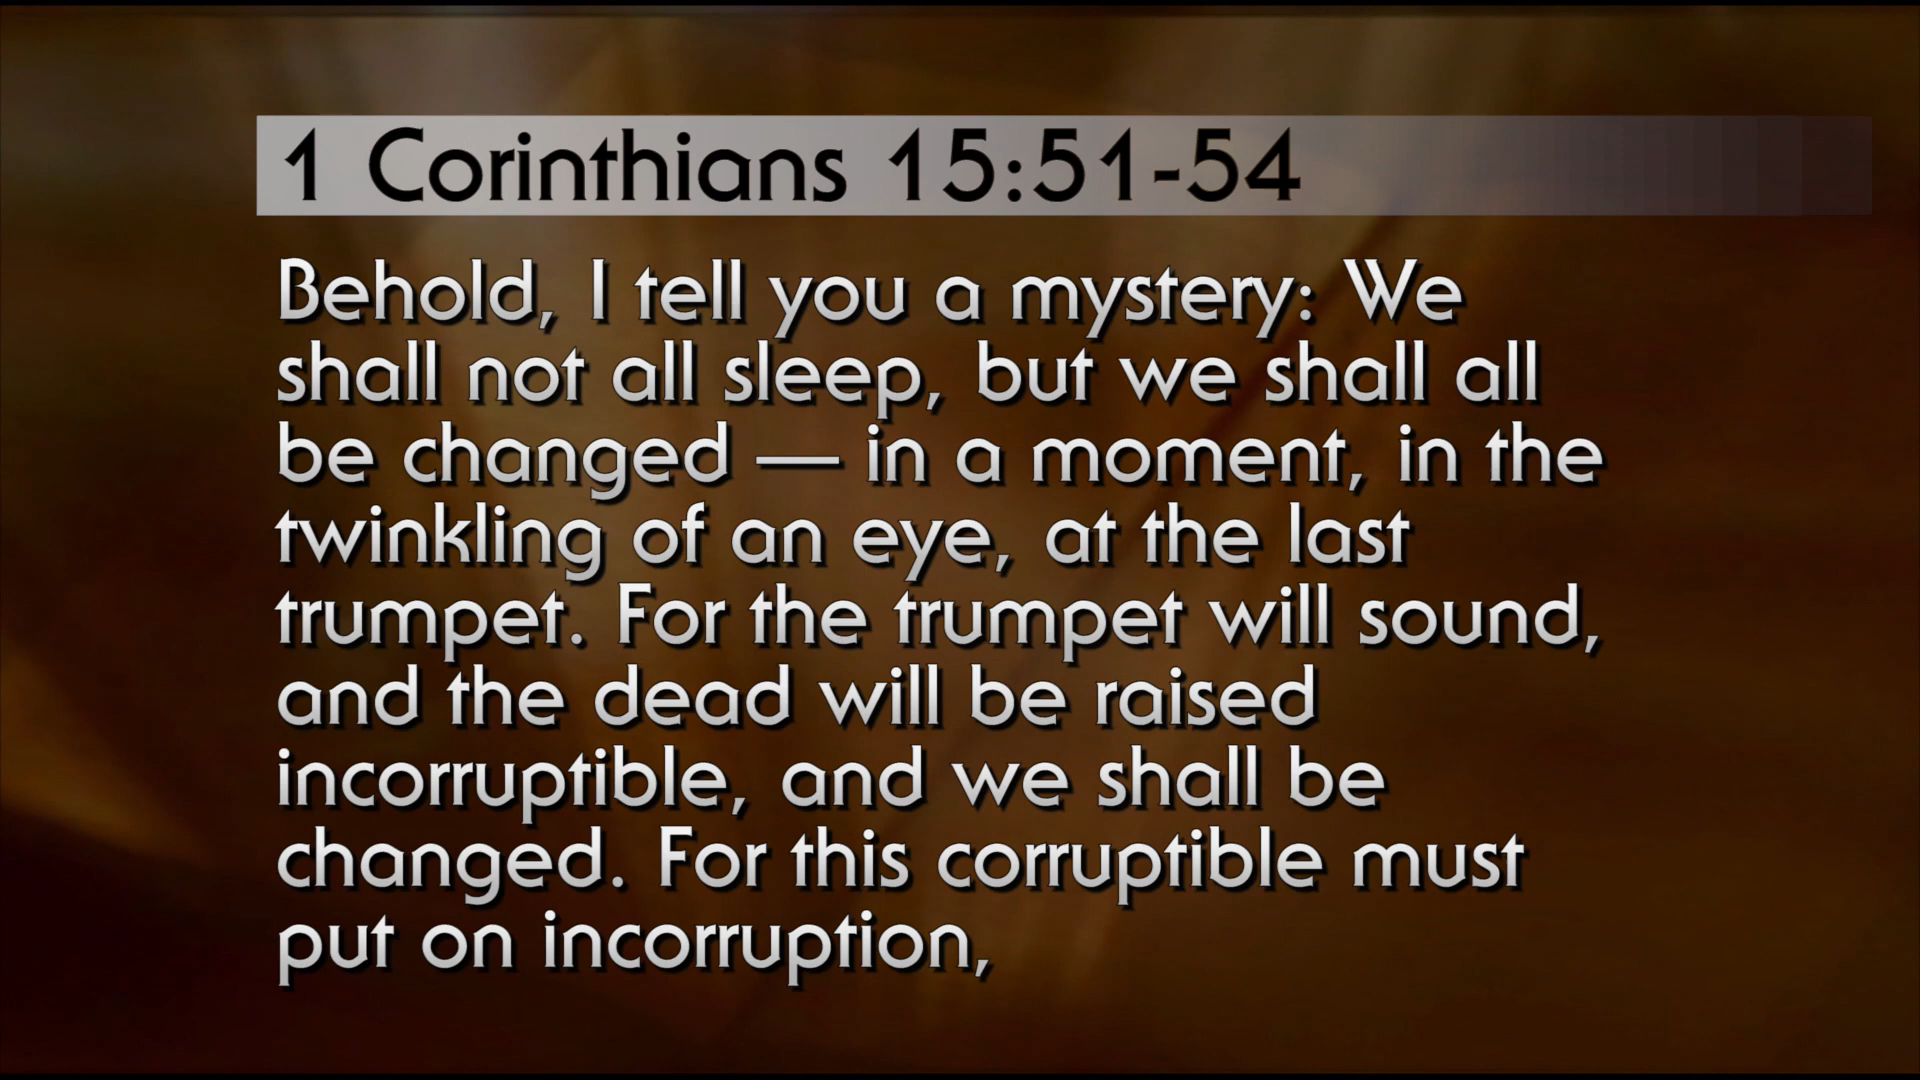 1 Corinthians 15:51-54
Behold, I tell you a mystery: We
shall not all sleep, but we shall all
be changed — in a moment, in the
twinkling of an eye, at the last
trumpet. For the trumpet will sound,
and the dead will be raised
incorruptible, and we shall be
changed. For this corruptible must
put on incorruption,